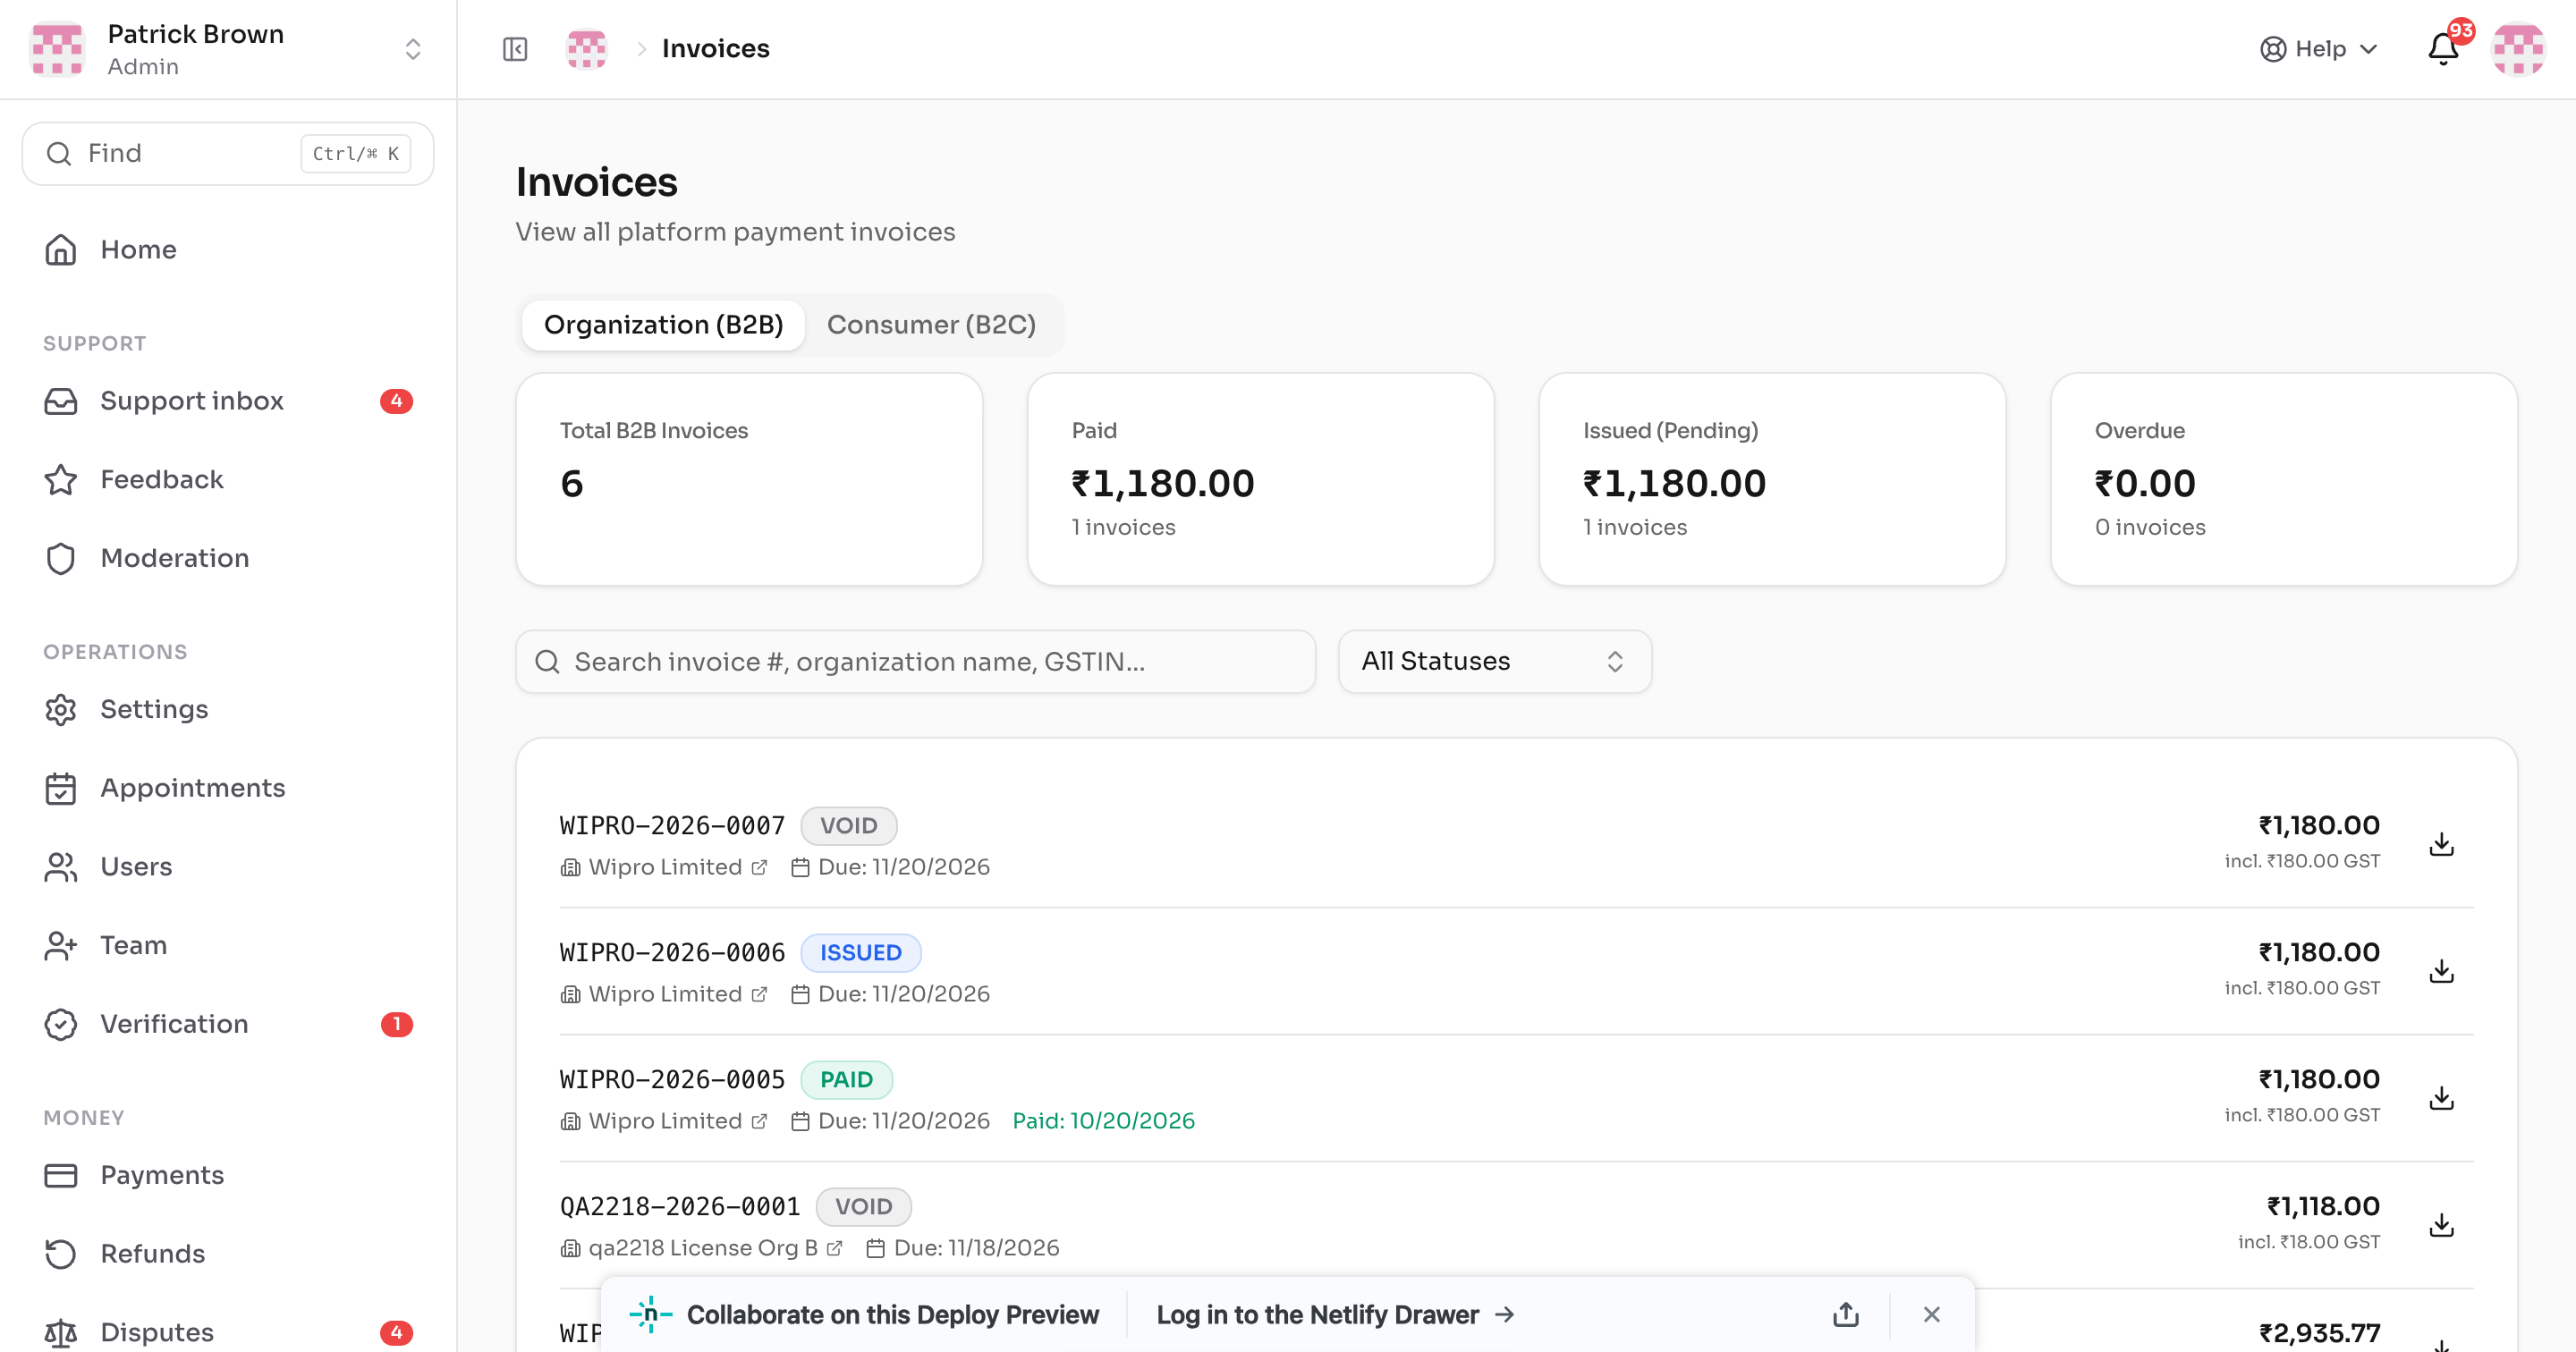 Patrick Brown
Admin
Find
Ctrl/⌘ K
Home
SUPPORT
Support inbox 4
Feedback
Moderation
OPERATIONS
Settings
Appointments
Users
Team
Verification 1
MONEY
Payments
Refunds
Disputes 4
Invoices
Help
93
Invoices
View all platform payment invoices
Organization (B2B) Consumer (B2C)
Total B2B Invoices
6
Paid
₹1,180.00
1 invoices
Issued (Pending)
₹1,180.00
1 invoices
Overdue
₹0.00
0 invoices
Search invoice #, organization name, GSTIN...
All Statuses
WIPRO-2026-0007 VOID
Wipro Limited Due: 11/20/2026
₹1,180.00
incl. ₹180.00 GST
WIPRO-2026-0006 ISSUED
Wipro Limited Due: 11/20/2026
₹1,180.00
incl. ₹180.00 GST
WIPRO-2026-0005 PAID
Wipro Limited Due: 11/20/2026 Paid: 10/20/2026
₹1,180.00
incl. ₹180.00 GST
QA2218-2026-0001 VOID
qa2218 License Org B Due: 11/18/2026
₹1,118.00
incl. ₹18.00 GST
₹2,935.77
Collaborate on this Deploy Preview
Log in to the Netlify Drawer →